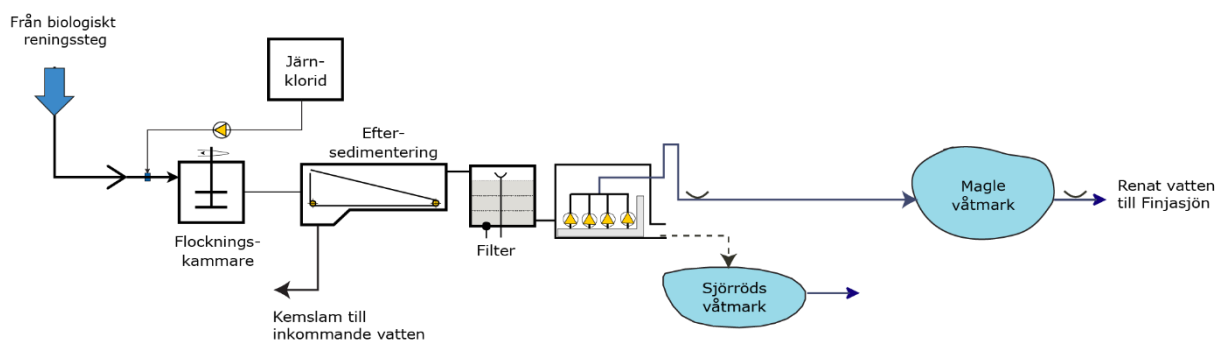 Från biologiskt
reningssteg
Järn-
klorid
Efter-
sedimentering
Flocknings-
kammare
Filter
Kemslam till
inkommande vatten
Magle
våtmark
Renat vatten
till Finjasjön
Sjörröds
våtmark